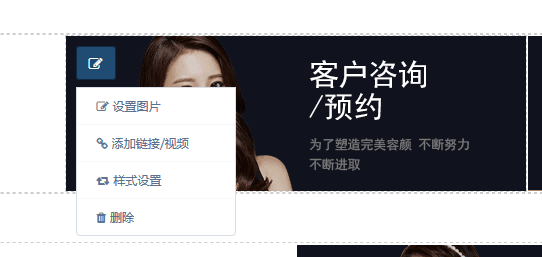 客户咨询
/预约
为了塑造完美容颜 不断努力
不断进取
设置图片
添加链接/视频
样式设置
删除